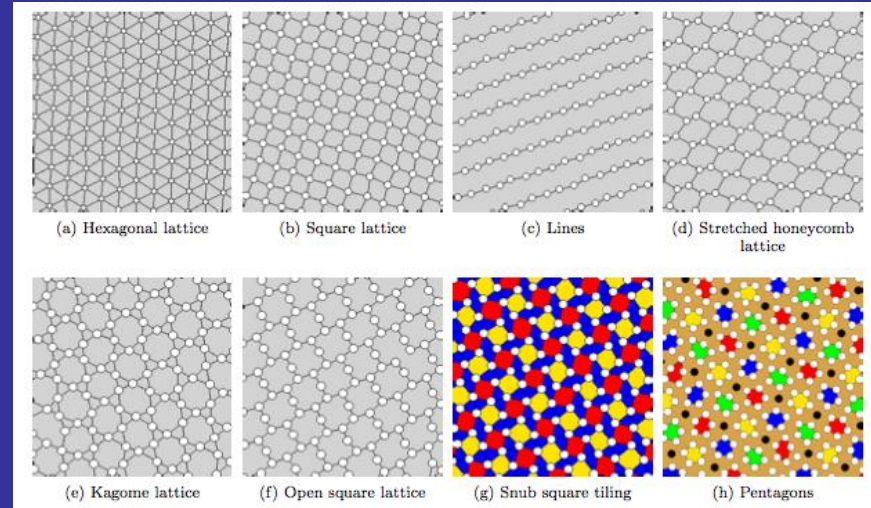 (a) Hexagonal lattice
(b) Square lattice
(c) Lines
(d) Stretched honeycomb
lattice
(e) Kagome lattice
(f) Open square lattice
(g) Snub square tiling
(h) Pentagons